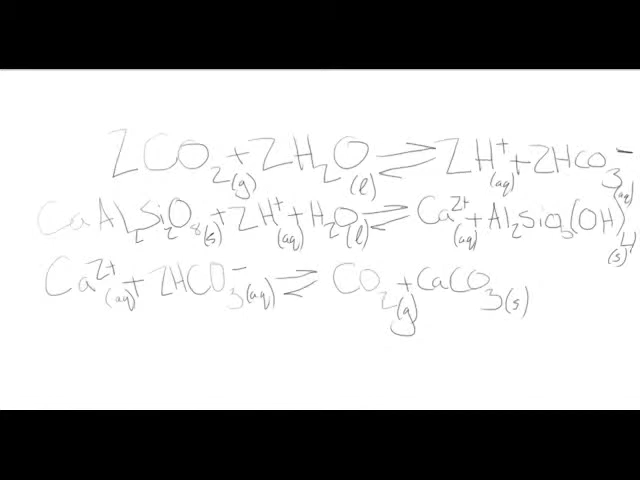 2CO₂(g) + 2H₂O(l) ⇌ 2H⁺(aq) + 2HCO₃⁻(aq)
CaAl₂Si₂O₈(s) + 2H⁺(aq) + H₂O(l) ⇌ Ca²⁺(aq) + Al₂SiO₅(OH)₄(s)
Ca²⁺(aq) + 2HCO₃⁻(aq) ⇌ CO₂(g) + CaCO₃(s)